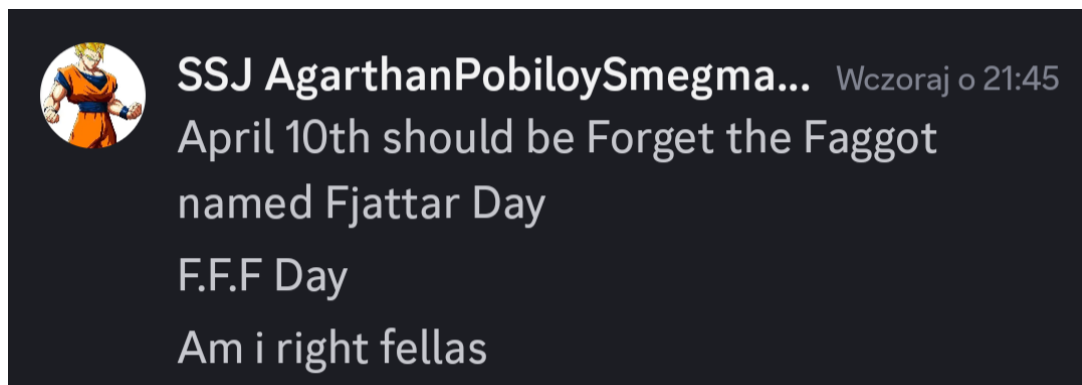 SSJ AgarthanPobiloySmegma... Wczoraj o 21:45
April 10th should be Forget the Faggot
named Fjattar Day
F.F.F Day
Am i right fellas